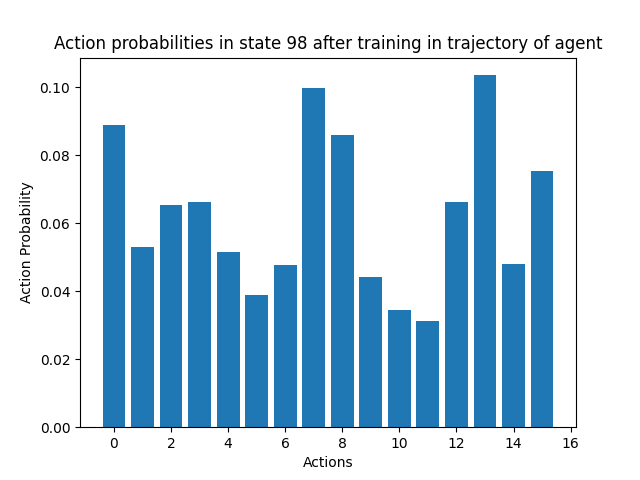 Action probabilities in state 98 after training in trajectory of agent
0.10
0.08
0.06
0.04
0.02
0.00
Action Probability
0 2 4 6 8 10 12 14 16
Actions